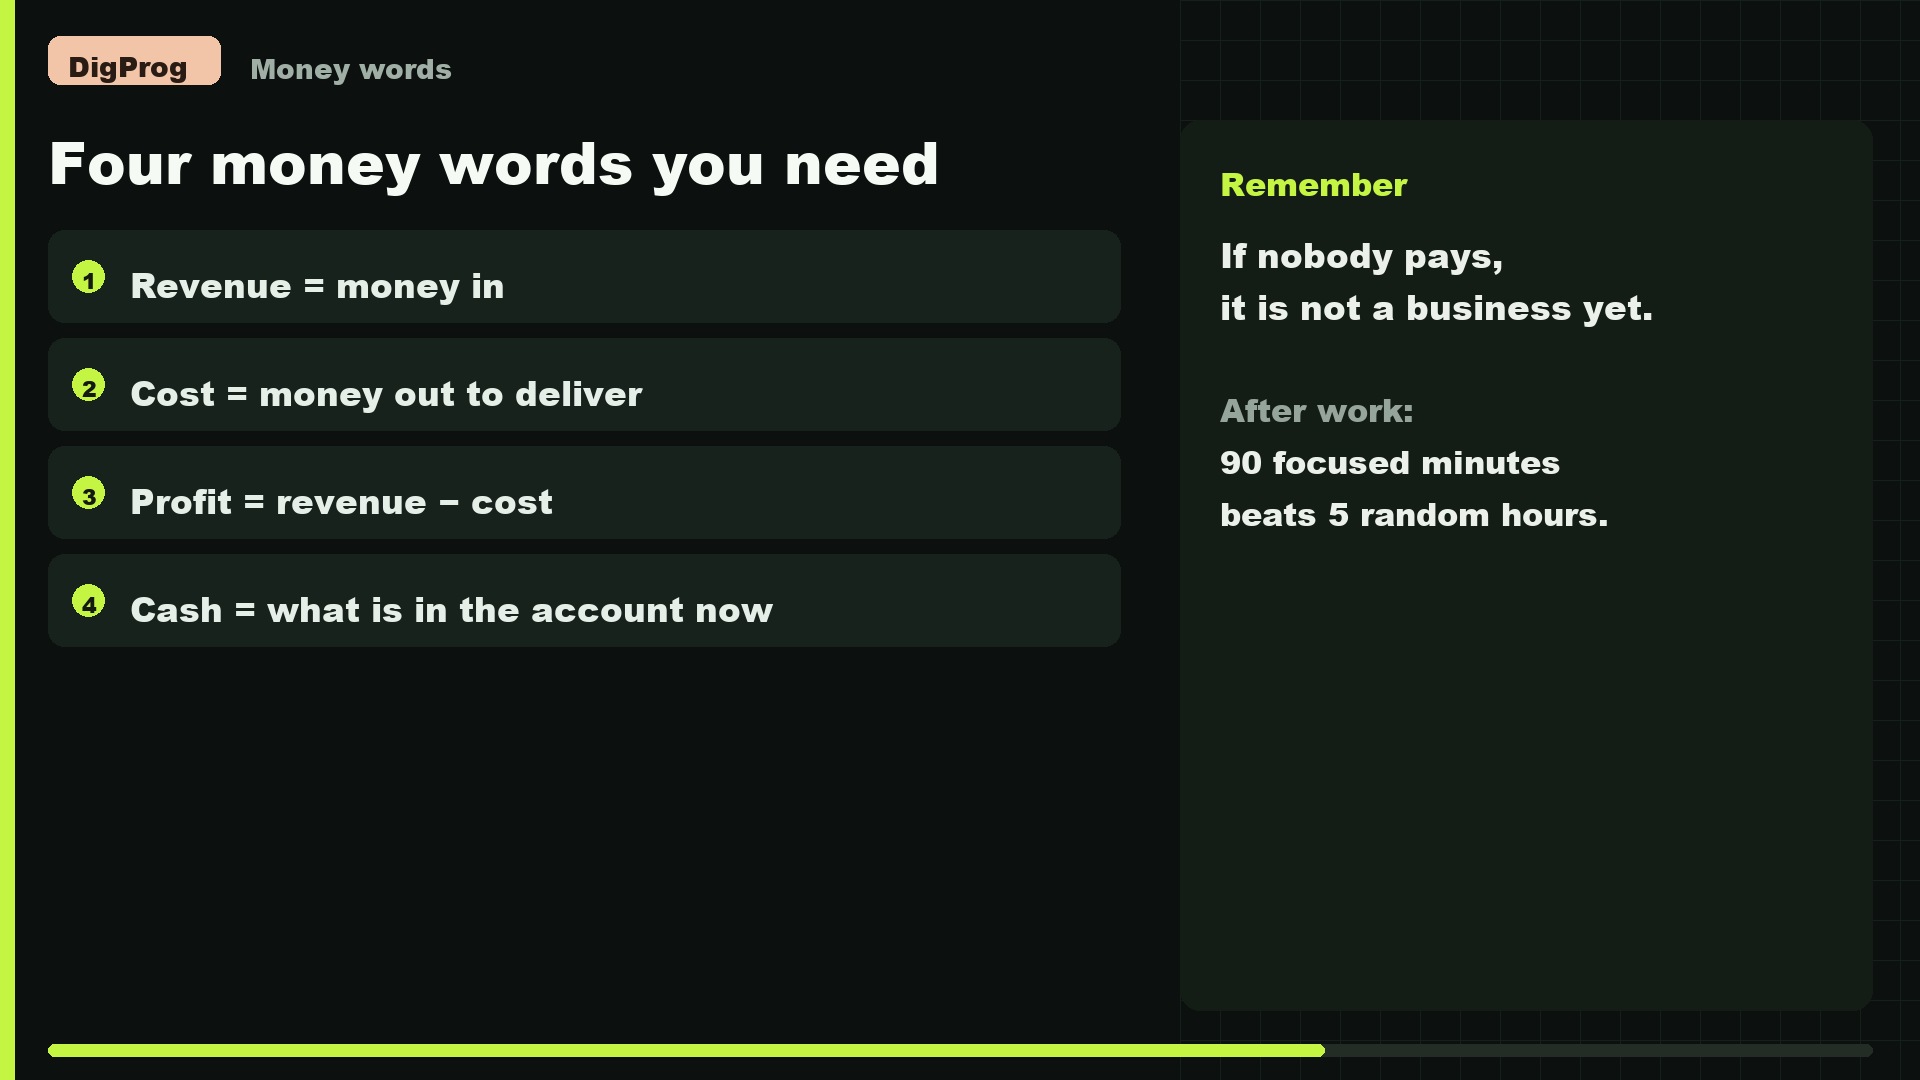 DigProg
Money words
Four money words you need
1 Revenue = money in
2 Cost = money out to deliver
3 Profit = revenue − cost
4 Cash = what is in the account now
Remember
If nobody pays,
it is not a business yet.
After work:
90 focused minutes
beats 5 random hours.